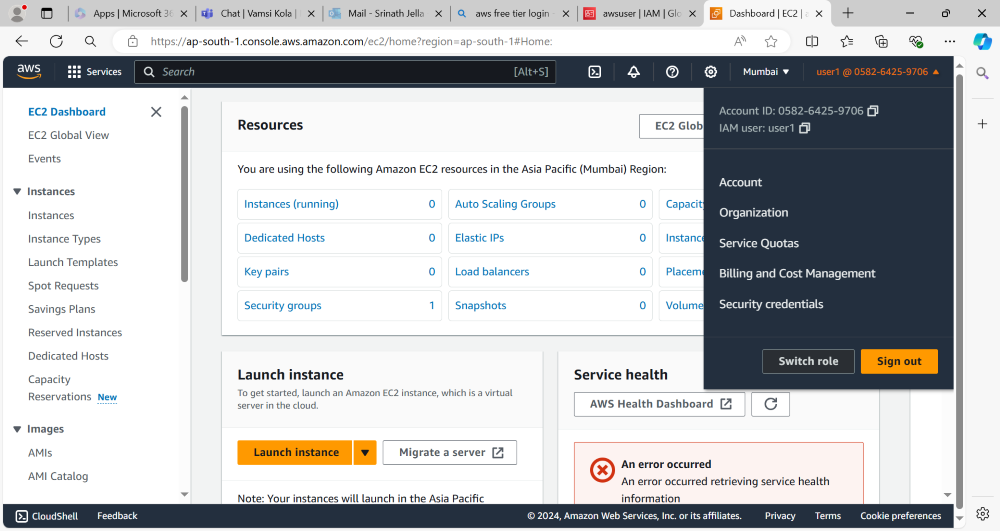 Apps | Microsoft 36
Chat | Vamsi Kola |
Mail - Srinath Jella
aws free tier login -
awsuser | IAM | Glo
Dashboard | EC2 | a
https://ap-south-1.console.aws.amazon.com/ec2/home?region=ap-south-1#Home:
aws
Services
Search
[Alt+S]
Mumbai
user1 @ 0582-6425-9706
Account ID: 0582-6425-9706
IAM user: user1
Account
Organization
Service Quotas
Billing and Cost Management
Security credentials
Switch role
Sign out
EC2 Dashboard
EC2 Global View
Events
Instances
Instances
Instance Types
Launch Templates
Spot Requests
Savings Plans
Reserved Instances
Dedicated Hosts
Capacity
Reservations New
Images
AMIs
AMI Catalog
Resources
EC2 Glob
You are using the following Amazon EC2 resources in the Asia Pacific (Mumbai) Region:
Instances (running) 0
Auto Scaling Groups 0
Capacity
Dedicated Hosts 0
Elastic IPs 0
Instance
Key pairs 0
Load balancers 0
Placeme
Security groups 1
Snapshots 0
Volume
Launch instance
To get started, launch an Amazon EC2 instance, which is a virtual
server in the cloud.
Launch instance
Migrate a server
Note: Your instances will launch in the Asia Pacific
Service health
AWS Health Dashboard
An error occurred
An error occurred retrieving service health
information
CloudShell
Feedback
© 2024, Amazon Web Services, Inc. or its affiliates.
Privacy
Terms
Cookie preferences